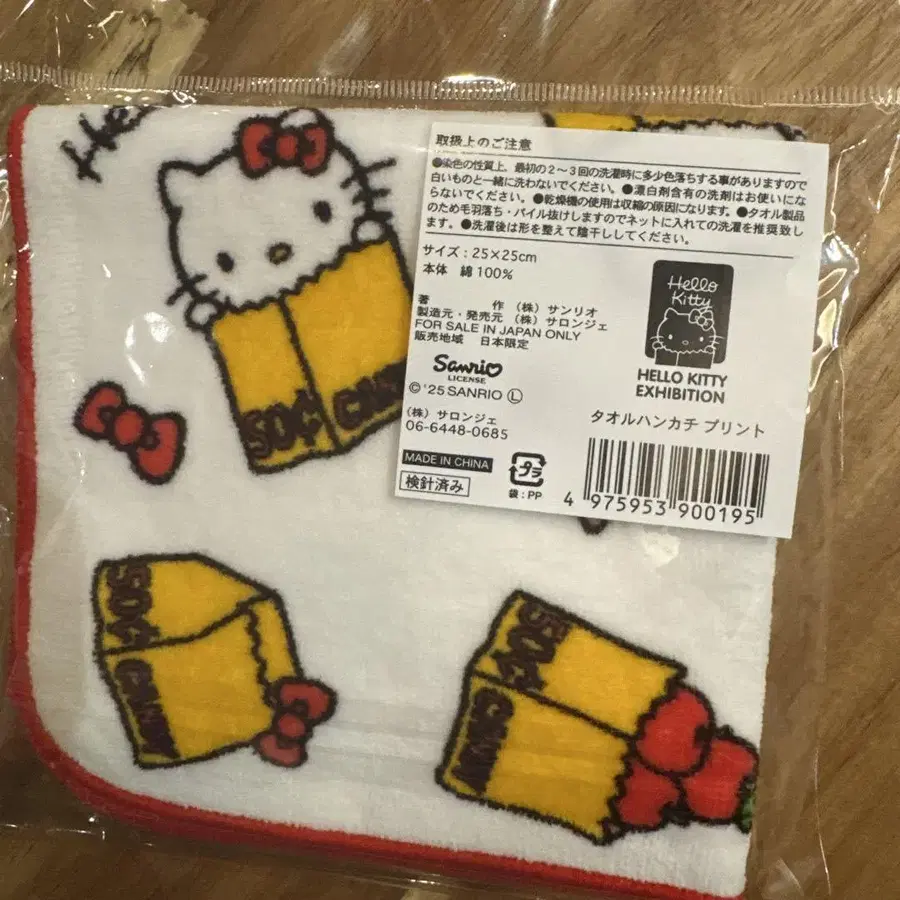 取扱上のご注意
●染色の性質上、最初の2～3回の洗濯時に多少色落ちする事がありますので
白いものと一緒に洗わないでください。●漂白剤含有の洗剤はお使いにな
らないでください。●乾燥機の使用は収縮の原因になります。●タオル製品
のため毛羽落ち・パイル抜けしますのでネットに入れての洗濯を推奨致し
ます。●洗濯後は形を整えて陰干ししてください。
サイズ：25×25cm
本体 綿100%
著 作 （株）サンリオ
製造元・発売元 （株）サロンジェ
FOR SALE IN JAPAN ONLY
販売地域 日本限定
Sanrio
LICENSE
©'25 SANRIO Ⓛ
（株）サロンジェ
06-6448-0685
MADE IN CHINA
検針済み
プラ
袋：PP
Hello
Kitty
HELLO KITTY
EXHIBITION
タオルハンカチ プリント
4 975953 900195
50¢
50¢
CANDY
50¢
CANDY